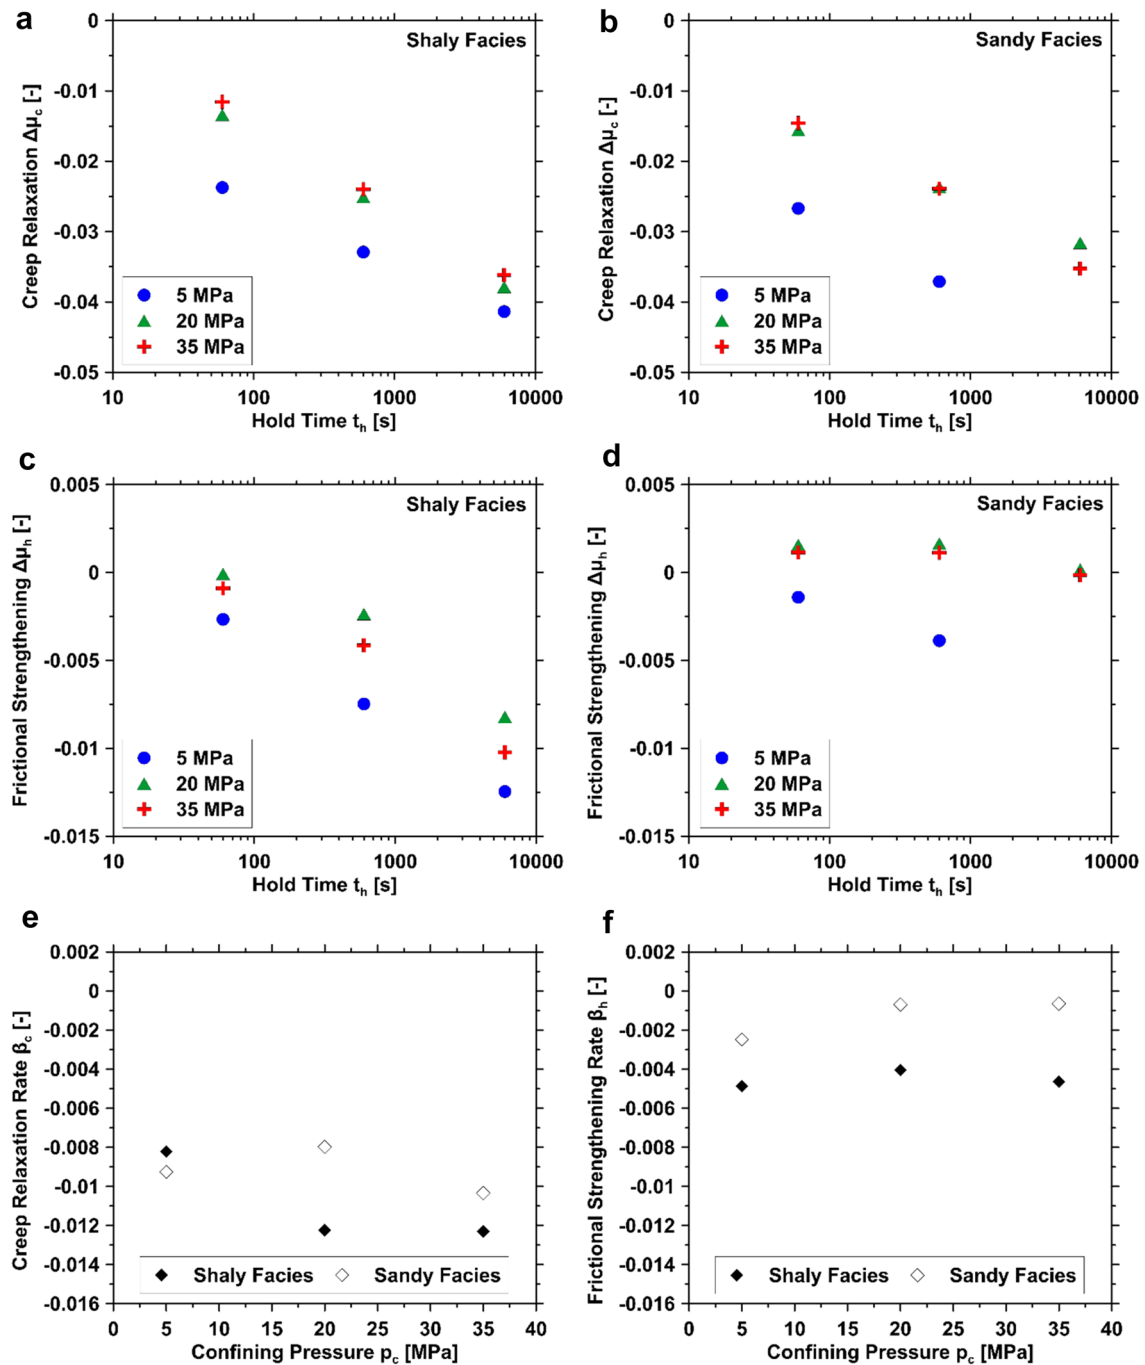 a
Shaly Facies
0
-0.01
-0.02
-0.03
-0.04
-0.05
Creep Relaxation Δμc [-]
5 MPa
20 MPa
35 MPa
10 100 1000 10000
Hold Time th [s]
b
Sandy Facies
0
-0.01
-0.02
-0.03
-0.04
-0.05
Creep Relaxation Δμc [-]
5 MPa
20 MPa
35 MPa
10 100 1000 10000
Hold Time th [s]
c
Shaly Facies
0.005
0
-0.005
-0.01
-0.015
Frictional Strengthening Δμh [-]
5 MPa
20 MPa
35 MPa
10 100 1000 10000
Hold Time th [s]
d
Sandy Facies
0.005
0
-0.005
-0.01
-0.015
Frictional Strengthening Δμh [-]
5 MPa
20 MPa
35 MPa
10 100 1000 10000
Hold Time th [s]
e
0.002
0
-0.002
-0.004
-0.006
-0.008
-0.01
-0.012
-0.014
-0.016
Creep Relaxation Rate βc [-]
Shaly Facies Sandy Facies
0 5 10 15 20 25 30 35 40
Confining Pressure pc [MPa]
f
0.002
0
-0.002
-0.004
-0.006
-0.008
-0.01
-0.012
-0.014
-0.016
Frictional Strengthening Rate βh [-]
Shaly Facies Sandy Facies
0 5 10 15 20 25 30 35 40
Confining Pressure pc [MPa]